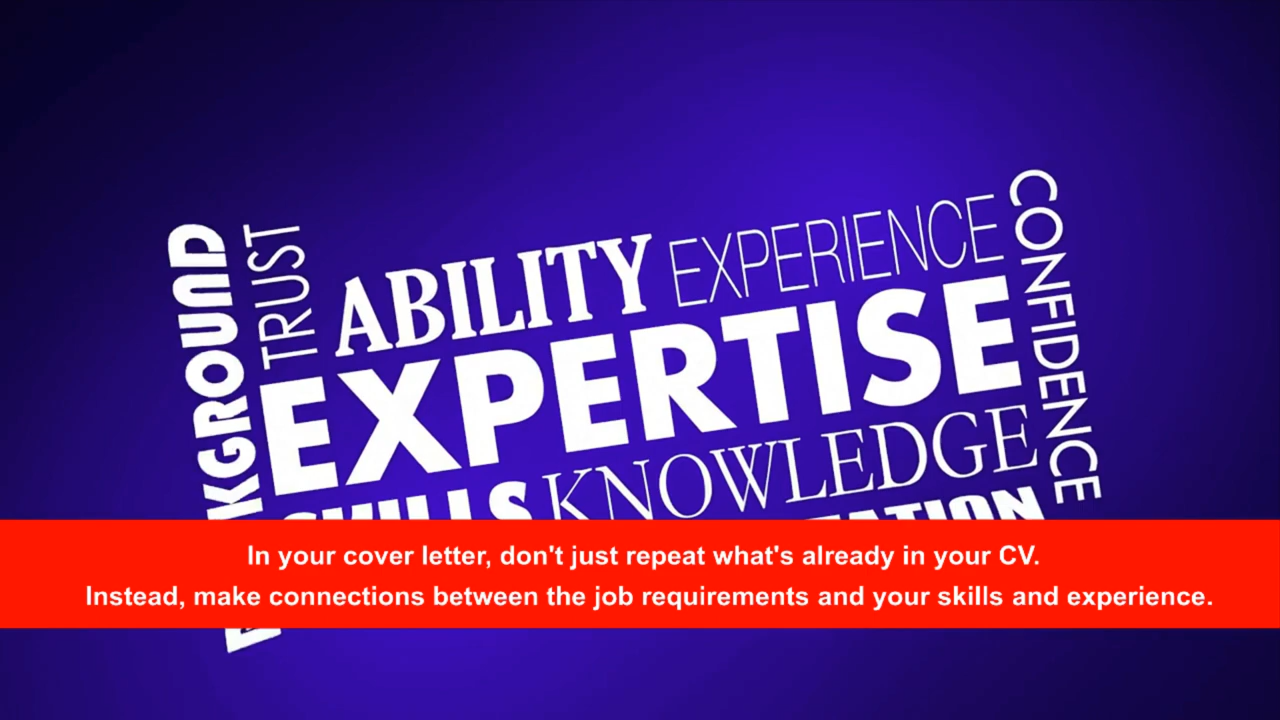 BACKGROUND
TRUST
ABILITY
EXPERIENCE
CONFIDENCE
EXPERTISE
SKILLS
KNOWLEDGE
In your cover letter, don't just repeat what's already in your CV.
Instead, make connections between the job requirements and your skills and experience.